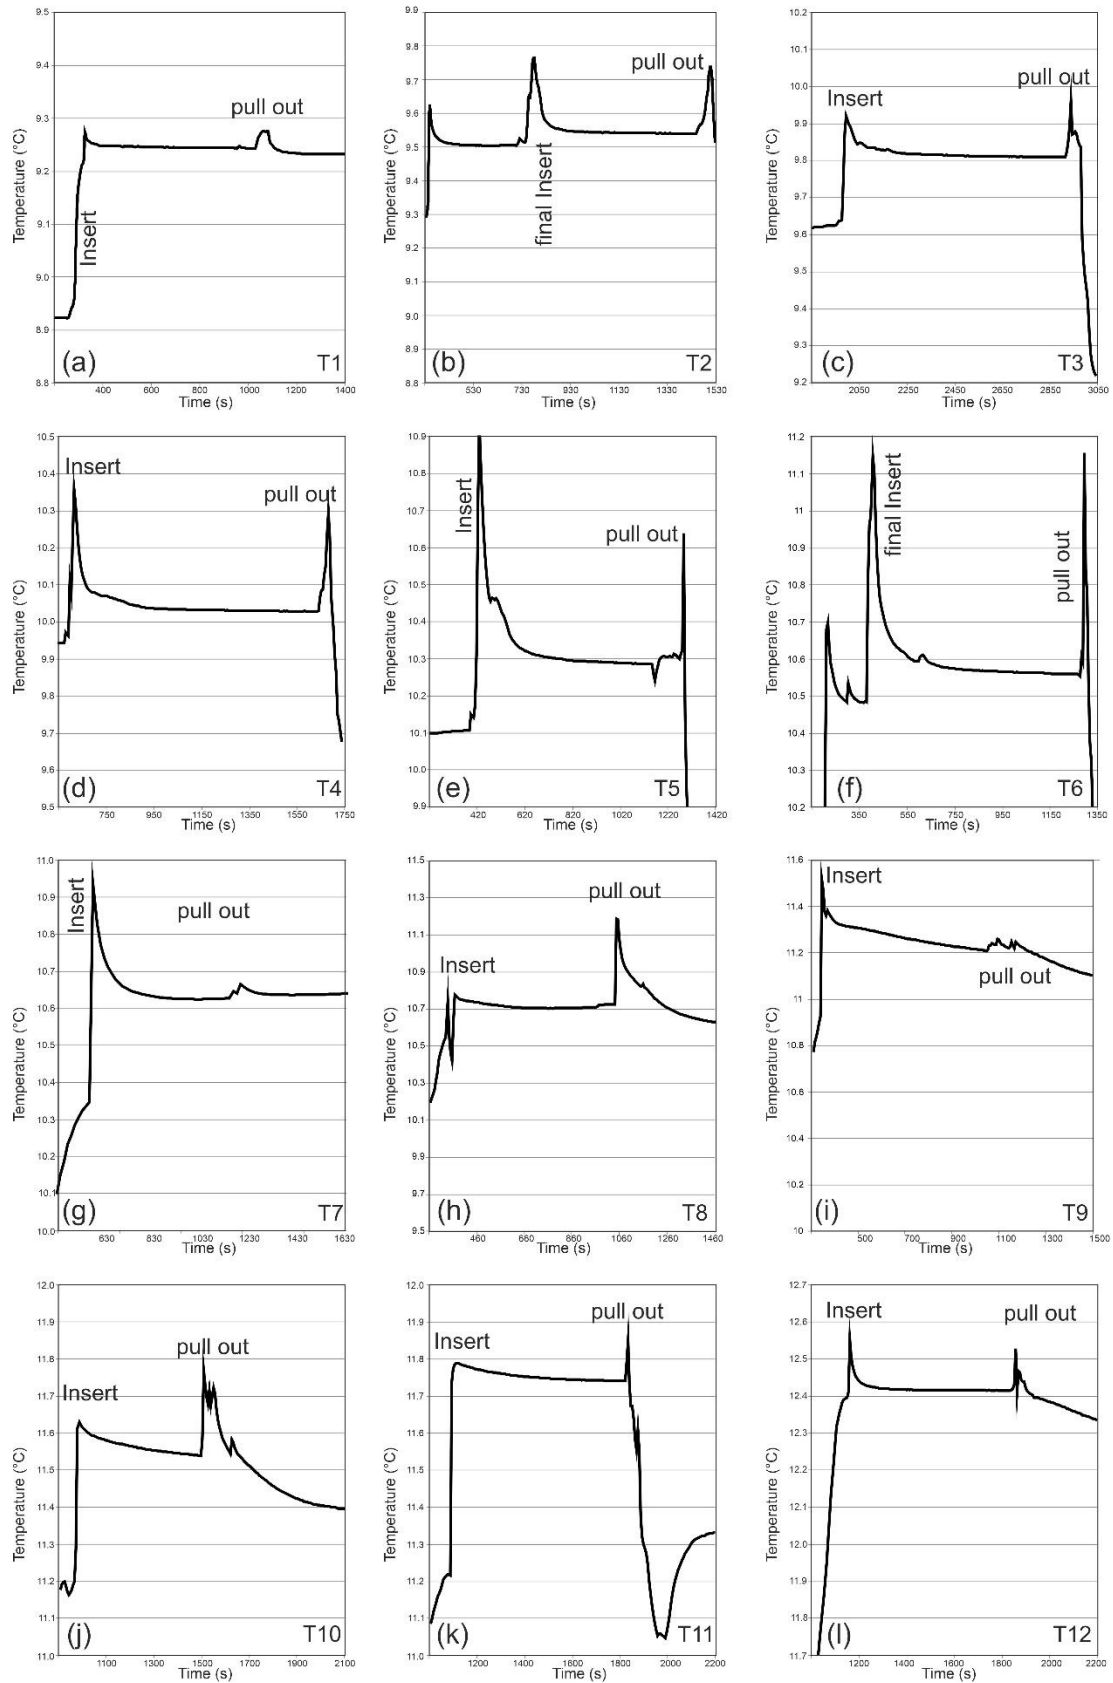 9.5
9.4
9.3
9.2
9.1
9.0
8.9
8.8
Temperature (°C)
Insert
pull out
(a)
T1
400 600 800 1000 1200 1400
Time (s)
9.9
9.8
9.7
9.6
9.5
9.4
9.3
9.5
9.1
9.0
8.9
8.8
Temperature (°C)
final Insert
pull out
(b)
T2
530 730 930 1130 1330 1530
Time (s)
10.2
10.1
10.0
9.9
9.8
9.7
9.6
9.5
9.4
9.3
9.2
Temperature (°C)
Insert
pull out
(c)
T3
2050 2250 2450 2650 2850 3050
Time (s)
10.5
10.4
10.3
10.2
10.1
10.0
9.9
9.8
9.7
9.6
9.5
Temperature (°C)
Insert
pull out
(d)
T4
750 950 1150 1350 1550 1750
Time (s)
10.9
10.8
10.7
10.6
10.5
10.4
10.3
10.2
10.1
10.0
9.9
Temperature (°C)
Insert
pull out
(e)
T5
420 620 820 1020 1220 1420
Time (s)
11.2
11.1
11
10.9
10.8
10.7
10.6
10.5
10.4
10.3
10.2
Temperature (°C)
final Insert
pull out
(f)
T6
350 550 750 950 1150 1350
Time (s)
11.0
10.9
10.8
10.7
10.6
10.5
10.4
10.3
10.2
10.1
10.0
Temperature (°C)
Insert
pull out
(g)
T7
630 830 1030 1230 1430 1630
Time (s)
11.5
11.3
11.1
10.9
10.7
10.5
10.3
10.1
9.9
9.7
9.5
Temperature (°C)
Insert
pull out
(h)
T8
460 660 860 1060 1260 1460
Time (s)
11.6
11.4
11.2
11
10.8
10.6
10.4
10.2
10
Temperature (°C)
Insert
pull out
(i)
T9
500 700 900 1100 1300 1500
Time (s)
12.0
11.9
11.8
11.7
11.6
11.5
11.4
11.3
11.2
11.1
11.0
Temperature (°C)
Insert
pull out
(j)
T10
1100 1300 1500 1700 1900 2100
Time (s)
12.0
11.9
11.8
11.7
11.6
11.5
11.4
11.3
11.2
11.1
11.0
Temperature (°C)
Insert
pull out
(k)
T11
1200 1400 1600 1800 2000 2200
Time (s)
12.7
12.6
12.5
12.4
12.3
12.2
12.1
12.0
11.9
11.8
11.7
Temperature (°C)
Insert
pull out
(l)
T12
1200 1400 1600 1800 2000 2200
Time (s)